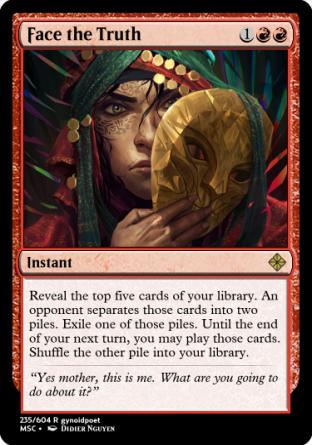 Face the Truth 1
Instant
Reveal the top five cards of your library. An
opponent separates those cards into two
piles. Exile one of those piles. Until the end
of your next turn, you may play those cards.
Shuffle the other pile into your library.
“Yes mother, this is me. What are you going to
do about it?”
235/604 R gynoidpoet
MSC • Didier Nguyen